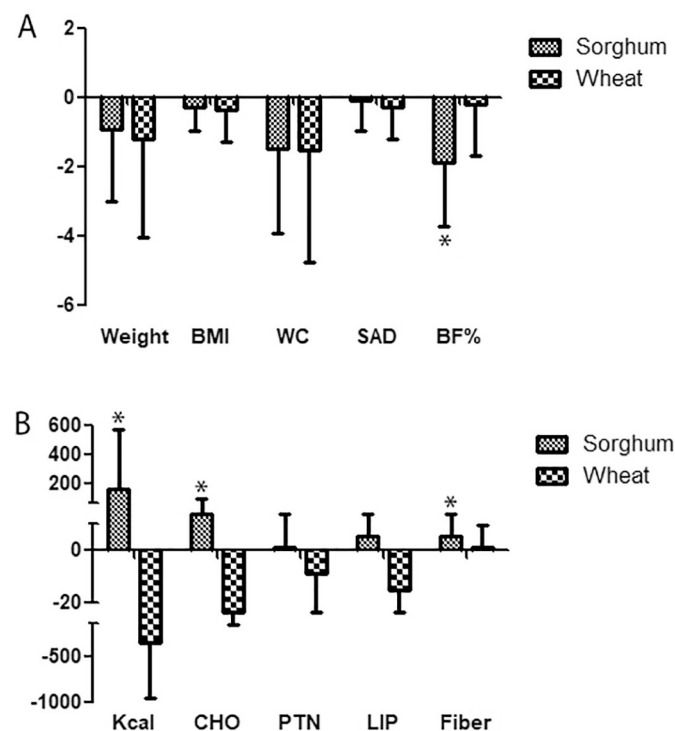 A
2
0
-2
-4
-6
Sorghum
Wheat
*
Weight BMI WC SAD BF%
B
600
400
200
0
-20
-500
-1000
* * *
Sorghum
Wheat
Kcal CHO PTN LIP Fiber